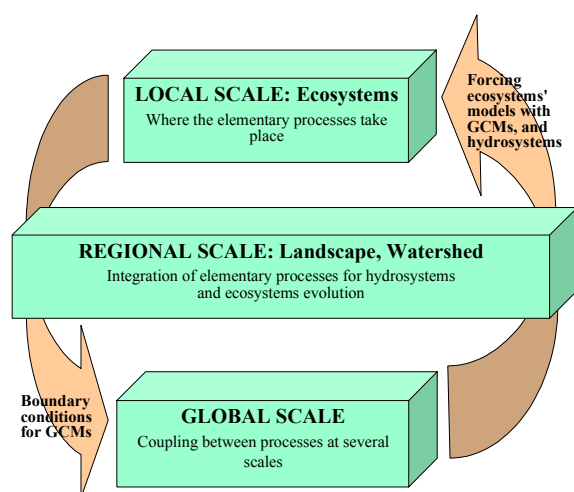 LOCAL SCALE: Ecosystems
Where the elementary processes take
place
Forcing
ecosystems'
models with
GCMs, and
hydrosystems
REGIONAL SCALE: Landscape, Watershed
Integration of elementary processes for hydrosystems
and ecosystems evolution
Boundary
conditions
for GCMs
GLOBAL SCALE
Coupling between processes at several
scales